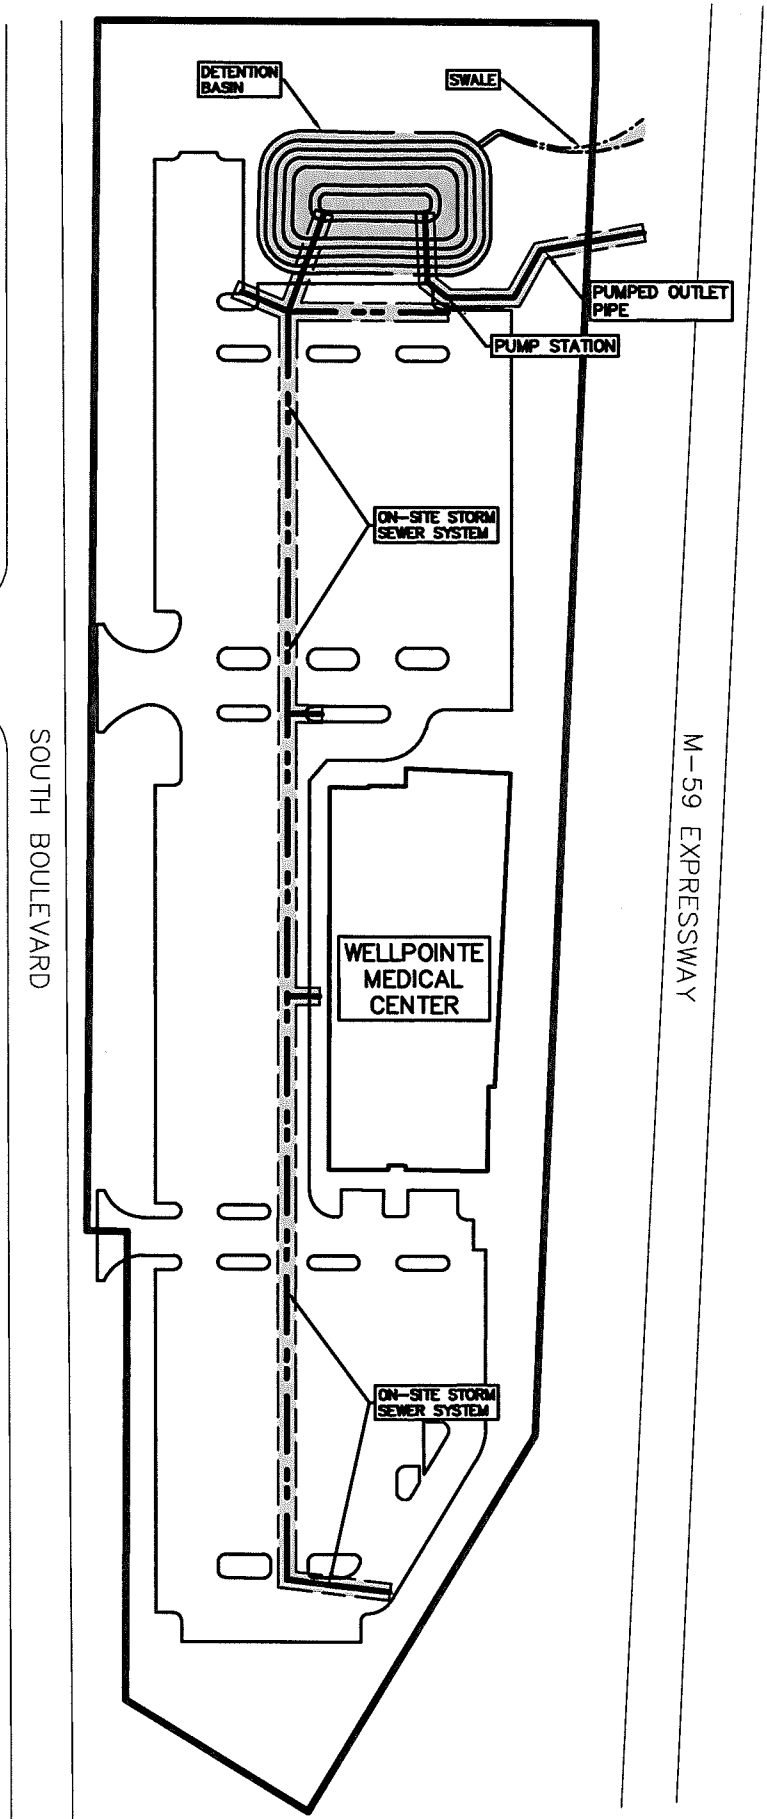 DETENTION
BASIN
SWALE
PUMPED OUTLET
PIPE
PUMP STATION
ON-SITE STORM
SEWER SYSTEM
SOUTH BOULEVARD
M-59 EXPRESSWAY
WELLPOINTE
MEDICAL
CENTER
ON-SITE STORM
SEWER SYSTEM